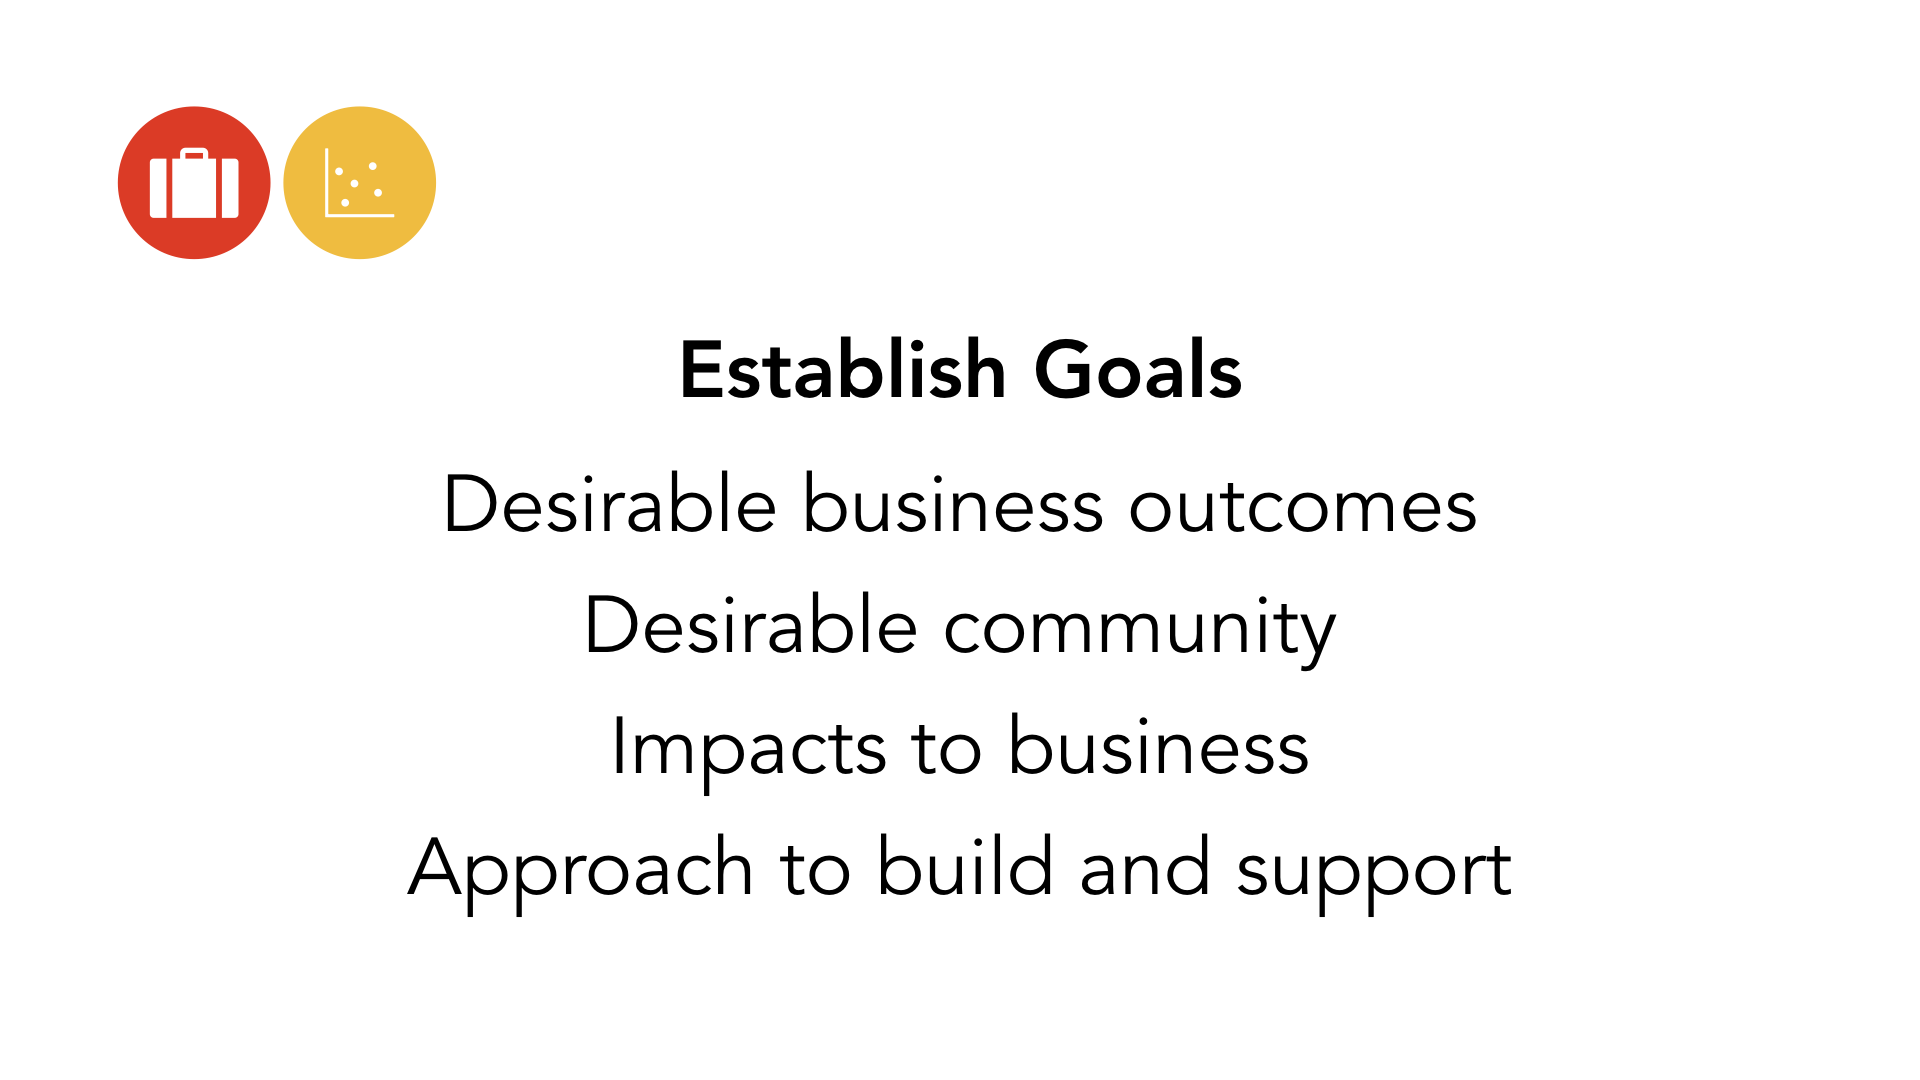 Establish Goals
Desirable business outcomes
Desirable community
Impacts to business
Approach to build and support